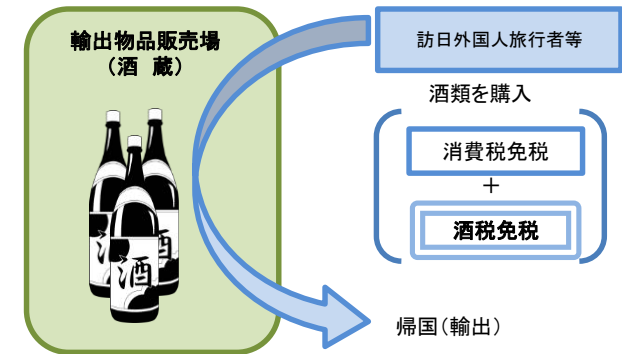 輸出物品販売場
（酒　蔵）
酒
酒
訪日外国人旅行者等
酒類を購入
消費税免税
＋
酒税免税
帰国（輸出）